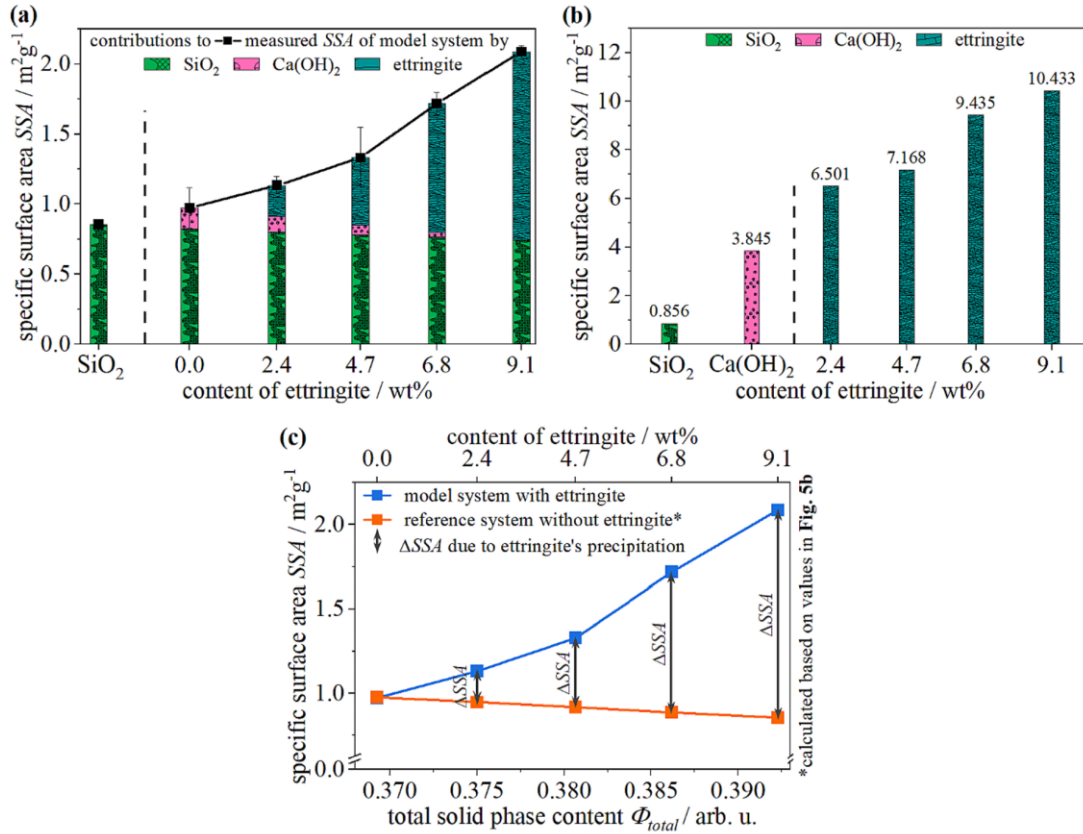 (a)
contributions to measured SSA of model system by
SiO₂ Ca(OH)₂ ettringite
specific surface area SSA / m²g⁻¹
2.0
1.5
1.0
0.5
0.0
SiO₂ 0.0 2.4 4.7 6.8 9.1
content of ettringite / wt%
(b)
SiO₂ Ca(OH)₂ ettringite
specific surface area SSA / m²g⁻¹
12
10
8
6
4
2
0
0.856
3.845
6.501
7.168
9.435
10.433
SiO₂ Ca(OH)₂ 2.4 4.7 6.8 9.1
content of ettringite / wt%
(c)
content of ettringite / wt%
0.0 2.4 4.7 6.8 9.1
model system with ettringite
reference system without ettringite*
ΔSSA due to ettringite's precipitation
specific surface area SSA / m²g⁻¹
2.0
1.5
1.0
0.0
ΔSSA
ΔSSA
ΔSSA
ΔSSA
0.370 0.375 0.380 0.385 0.390
total solid phase content Φtotal / arb. u.
*calculated based on values in Fig. 5b